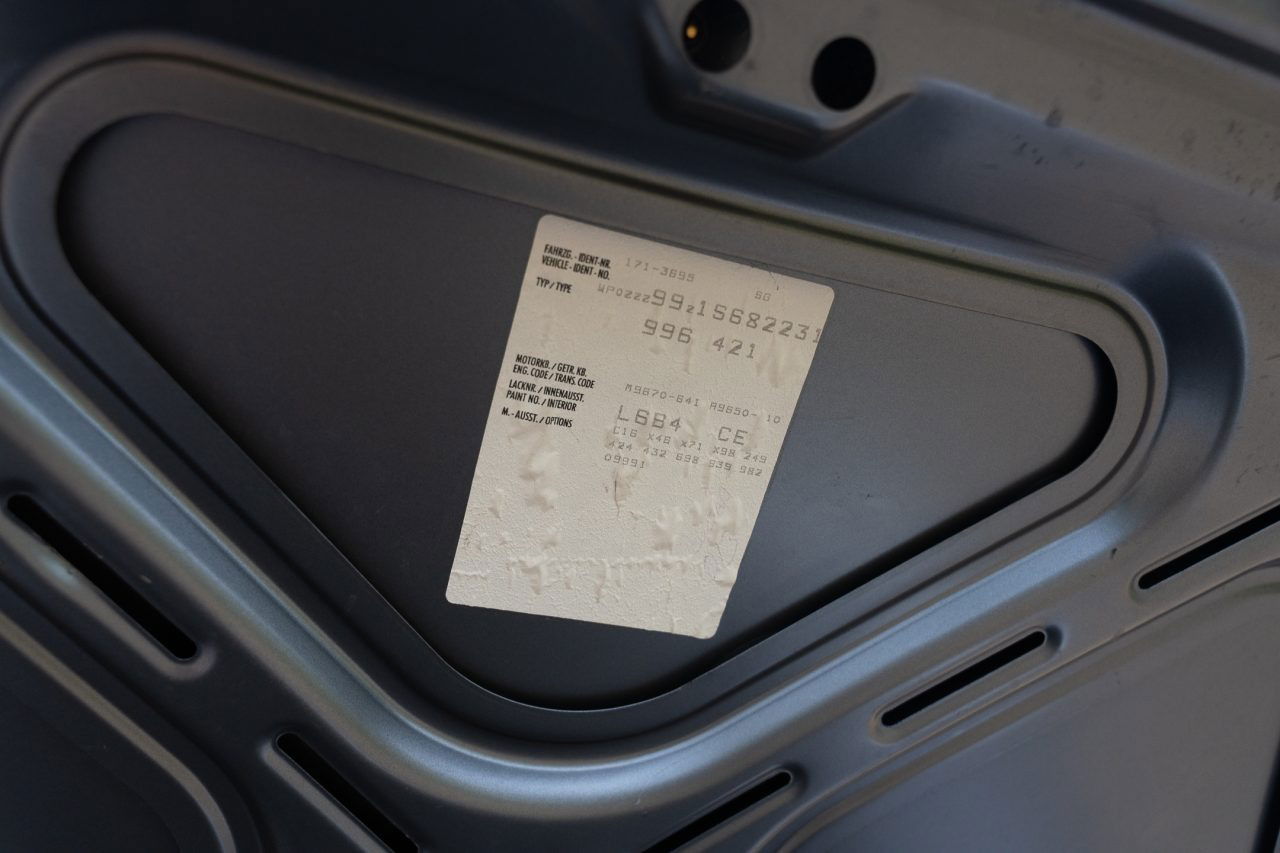 FAHRZG. - IDENT-NR. 171-3695
VEHICLE - IDENT - NO. SG
TYP / TYPE WP0ZZZ99Z1S682231
996 421
MOTORKB. / GETR. KB.
ENG. CODE / TRANS. CODE M9670-641 A9650- 10
LACKNR. / INNENAUSST.
PAINT NO. / INTERIOR L6B4 CE
M. - AUSST. / OPTIONS C16 X48 X71 X98 249
424 432 698 939 982
09991